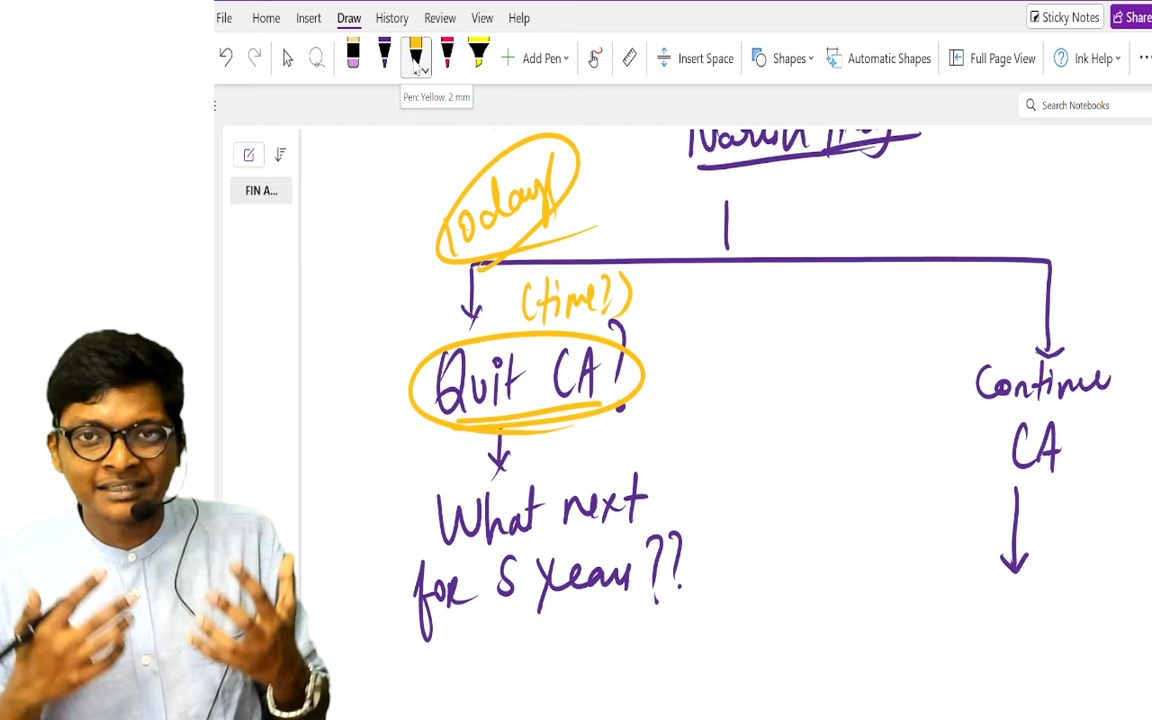 File Home Insert Draw History Review View Help
Sticky Notes
Share
Add Pen
Insert Space
Shapes
Automatic Shapes
Full Page View
Ink Help
Pen: Yellow, 2 mm
Search Notebooks
FIN A...
Today
(time?)
Quit CA?
What next
for 5 years??
Continue
CA